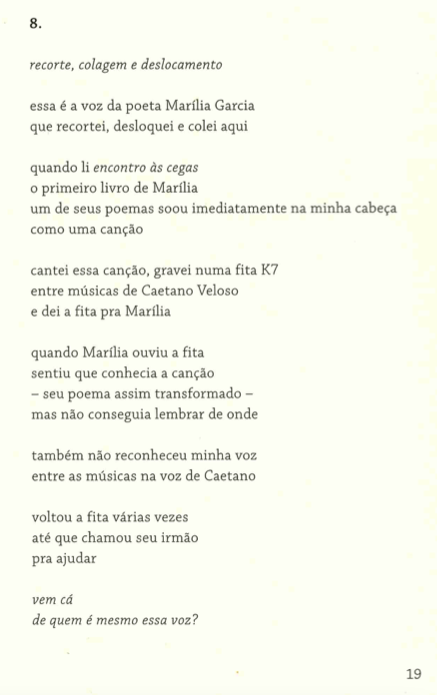 8.
recorte, colagem e deslocamento
essa é a voz da poeta Marília Garcia
que recortei, desloquei e colei aqui
quando li encontro às cegas
o primeiro livro de Marília
um de seus poemas soou imediatamente na minha cabeça
como uma canção
cantei essa canção, gravei numa fita K7
entre músicas de Caetano Veloso
e dei a fita pra Marília
quando Marília ouviu a fita
sentiu que conhecia a canção
– seu poema assim transformado –
mas não conseguia lembrar de onde
também não reconheceu minha voz
entre as músicas na voz de Caetano
voltou a fita várias vezes
até que chamou seu irmão
pra ajudar
vem cá
de quem é mesmo essa voz?
19